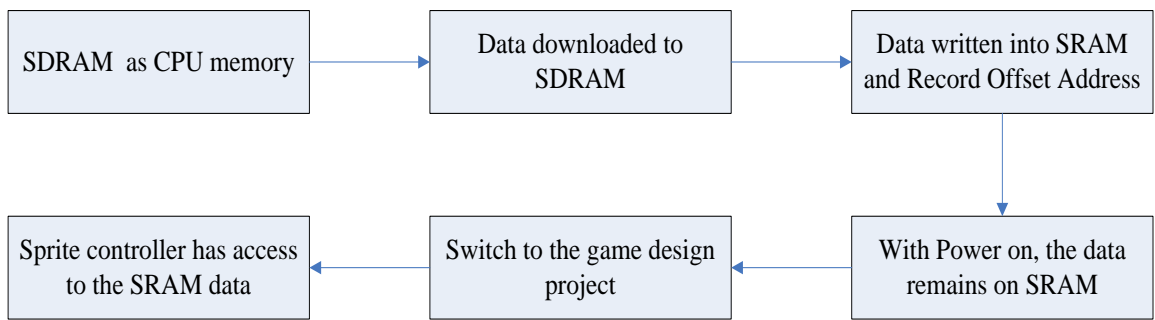 SDRAM as CPU memory
Data downloaded to
SDRAM
Data written into SRAM
and Record Offset Address
With Power on, the data
remains on SRAM
Switch to the game design
project
Sprite controller has access
to the SRAM data